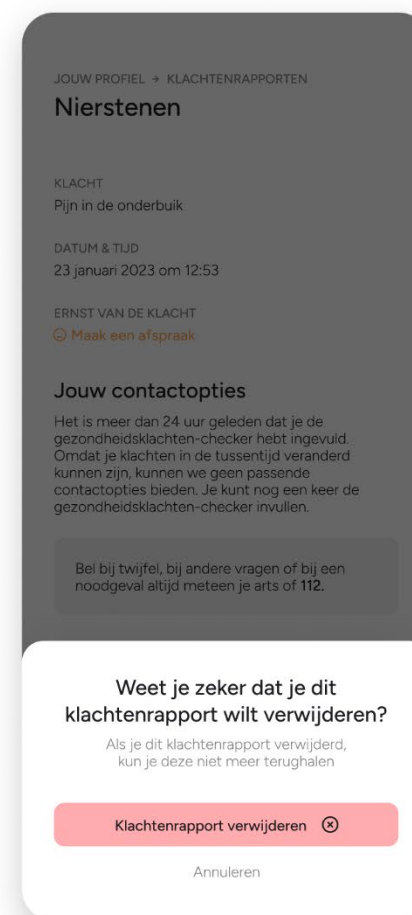 JOUW PROFIEL → KLACHTENRAPPORTEN
Nierstenen
KLACHT
Pijn in de onderbuik
DATUM & TIJD
23 januari 2023 om 12:53
ERNST VAN DE KLACHT
Maak een afspraak
Jouw contactopties
Het is meer dan 24 uur geleden dat je de
gezondheidsklachten-checker hebt ingevuld.
Omdat je klachten in de tussentijd veranderd
kunnen zijn, kunnen we geen passende
contactopties bieden. Je kunt nog een keer de
gezondheidsklachten-checker invullen.
Bel bij twijfel, bij andere vragen of bij een
noodgeval altijd meteen je arts of 112.
Weet je zeker dat je dit
klachtenrapport wilt verwijderen?
Als je dit klachtenrapport verwijderd,
kun je deze niet meer terughalen
Klachtenrapport verwijderen
Annuleren